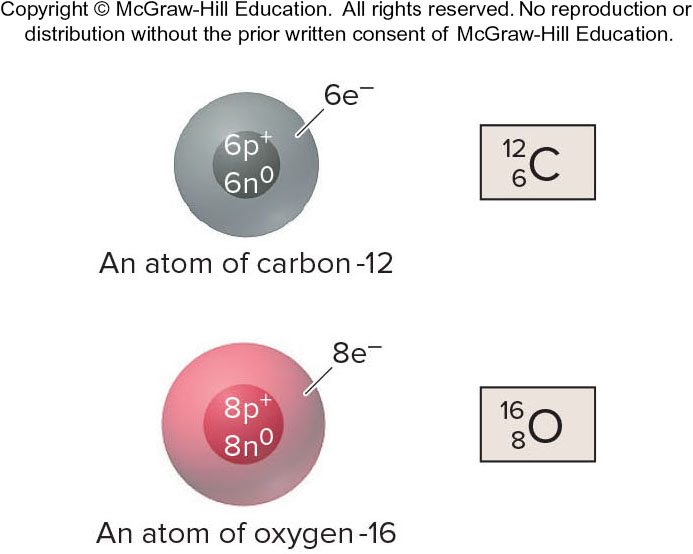 Copyright © McGraw-Hill Education. All rights reserved. No reproduction or
distribution without the prior written consent of McGraw-Hill Education.
6e⁻
6p⁺
6n⁰
¹²₆C
An atom of carbon-12
8e⁻
8p⁺
8n⁰
¹⁶₈O
An atom of oxygen-16